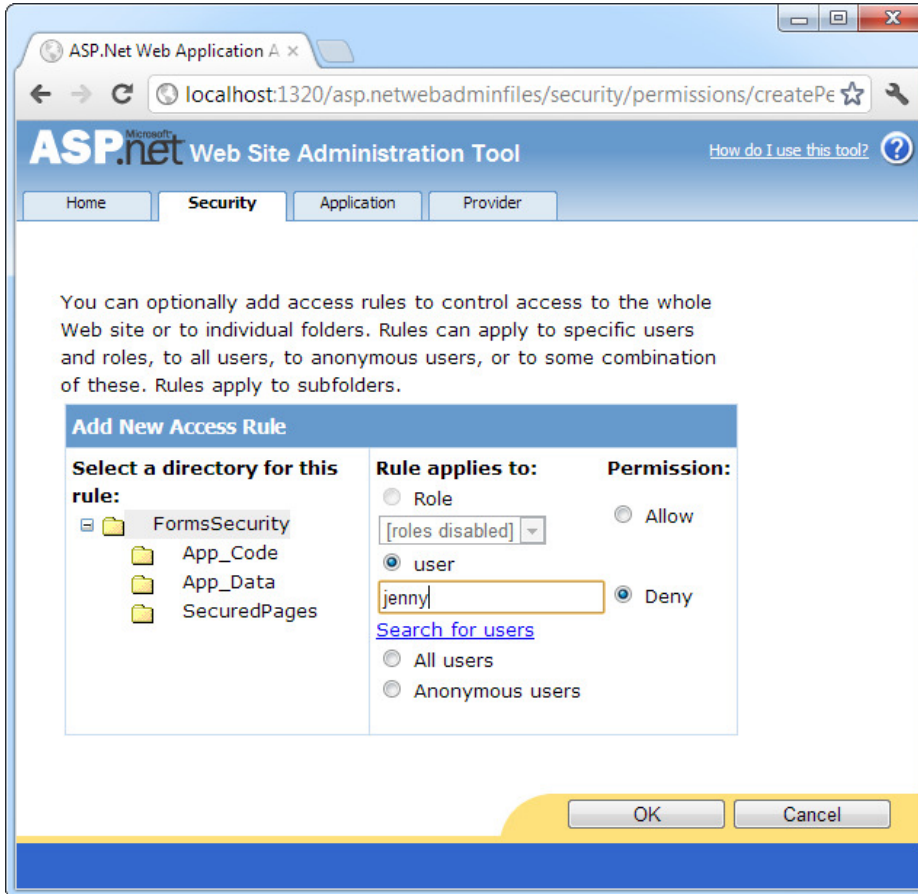 ASP.Net Web Application A
localhost:1320/asp.netwebadminfiles/security/permissions/createPe
Microsoft
ASP.net Web Site Administration Tool
How do I use this tool? ?
Home Security Application Provider
You can optionally add access rules to control access to the whole
Web site or to individual folders. Rules can apply to specific users
and roles, to all users, to anonymous users, or to some combination
of these. Rules apply to subfolders.
Add New Access Rule
Select a directory for this
rule:
FormsSecurity
App_Code
App_Data
SecuredPages
Rule applies to:
Role
[roles disabled]
user
jenny
Search for users
All users
Anonymous users
Permission:
Allow
Deny
OK Cancel